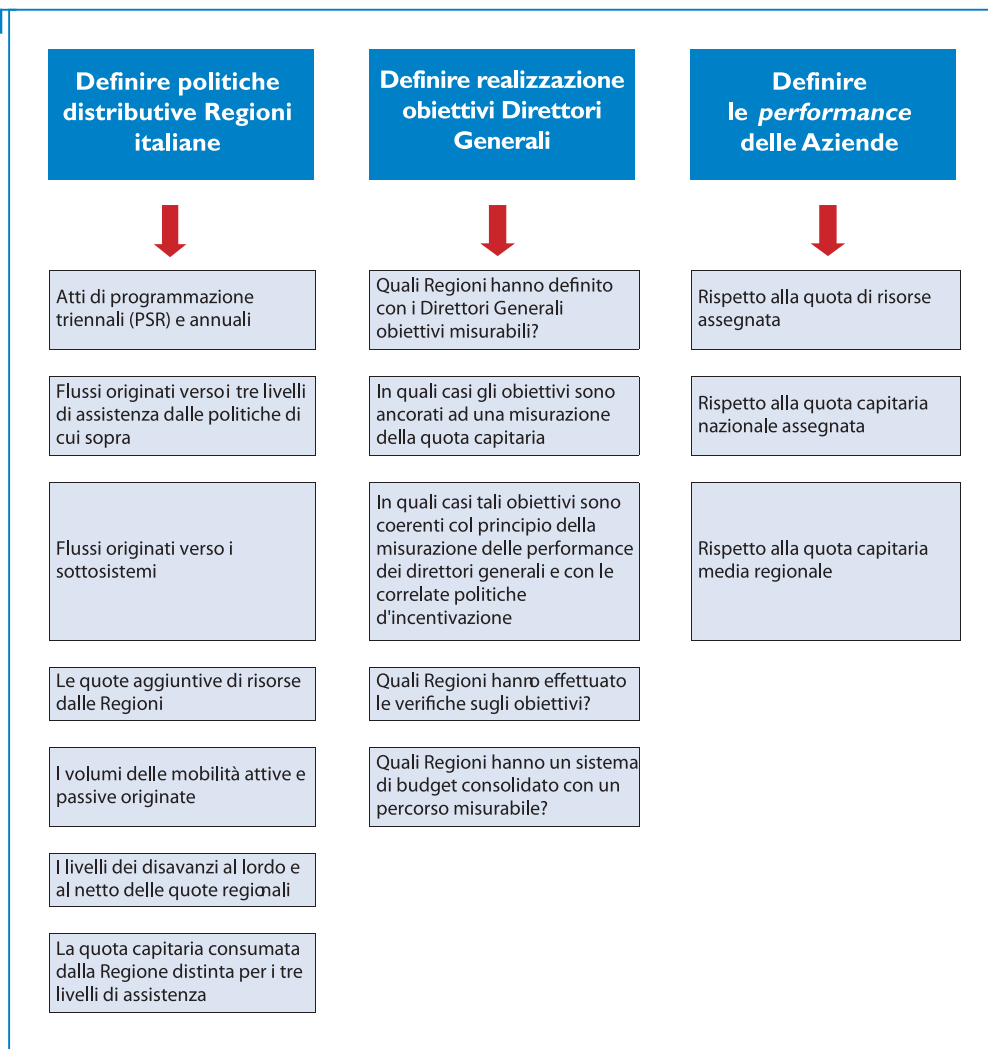 Definire politiche
distributive Regioni
italiane
Atti di programmazione
triennali (PSR) e annuali
Flussi originati verso i tre livelli
di assistenza dalle politiche di
cui sopra
Flussi originati verso i
sottosistemi
Le quote aggiuntive di risorse
dalle Regioni
I volumi delle mobilità attive e
passive originate
I livelli dei disavanzi al lordo e
al netto delle quote regionali
La quota capitaria consumata
dalla Regione distinta per i tre
livelli di assistenza
Definire realizzazione
obiettivi Direttori
Generali
Quali Regioni hanno definito
con i Direttori Generali
obiettivi misurabili?
In quali casi gli obiettivi sono
ancorati ad una misurazione
della quota capitaria
In quali casi tali obiettivi sono
coerenti col principio della
misurazione delle performance
dei direttori generali e con le
correlate politiche
d'incentivazione
Quali Regioni hanno effettuato
le verifiche sugli obiettivi?
Quali Regioni hanno un sistema
di budget consolidato con un
percorso misurabile?
Definire
le performance
delle Aziende
Rispetto alla quota di risorse
assegnata
Rispetto alla quota capitaria
nazionale assegnata
Rispetto alla quota capitaria
media regionale